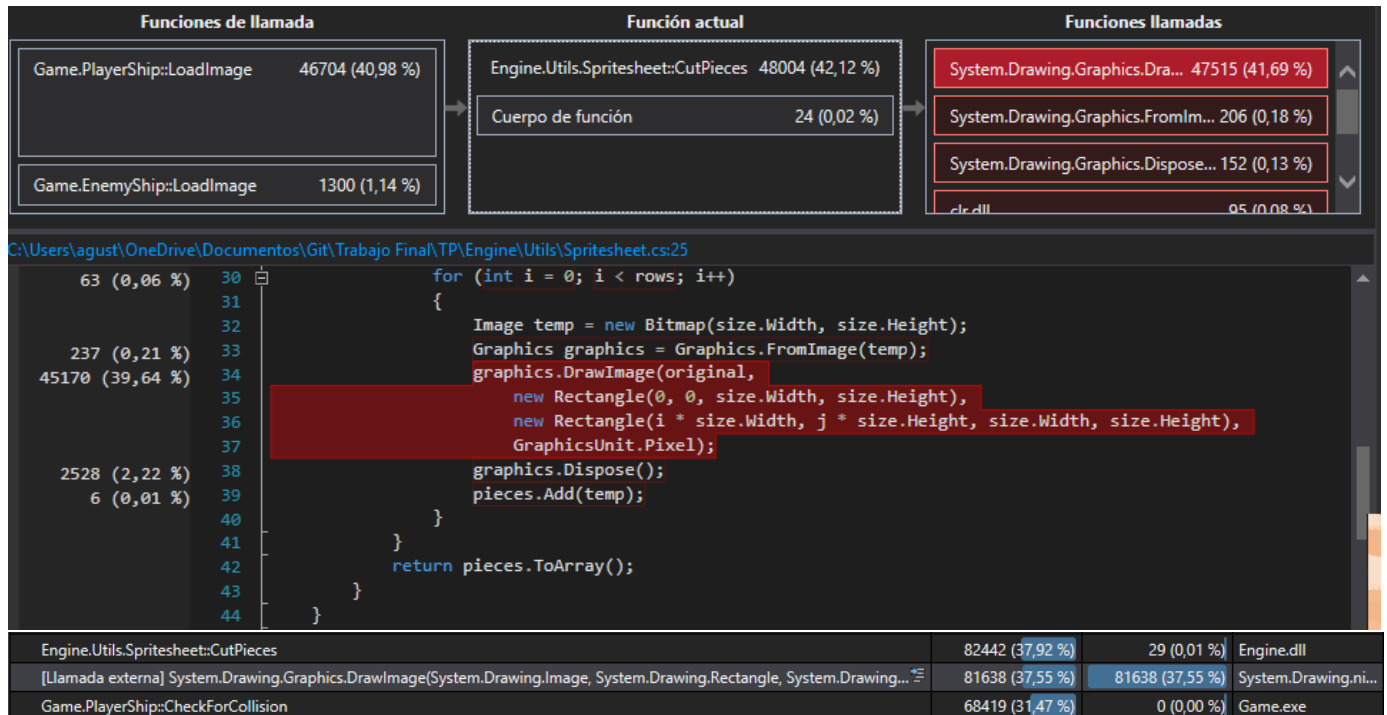 Funciones de llamada
Función actual
Funciones llamadas
Game.PlayerShip::LoadImage 46704 (40,98 %)
Game.EnemyShip::LoadImage 1300 (1,14 %)
Engine.Utils.Spritesheet::CutPieces 48004 (42,12 %)
Cuerpo de función 24 (0,02 %)
System.Drawing.Graphics.Dra... 47515 (41,69 %)
System.Drawing.Graphics.FromIm... 206 (0,18 %)
System.Drawing.Graphics.Dispose... 152 (0,13 %)
clr.dll 95 (0,08 %)
C:\Users\agust\OneDrive\Documentos\Git\Trabajo Final\TP\Engine\Utils\Spritesheet.cs:25
63 (0,06 %) 30 for (int i = 0; i < rows; i++)
31 {
32 Image temp = new Bitmap(size.Width, size.Height);
237 (0,21 %) 33 Graphics graphics = Graphics.FromImage(temp);
45170 (39,64 %) 34 graphics.DrawImage(original,
35 new Rectangle(0, 0, size.Width, size.Height),
36 new Rectangle(i * size.Width, j * size.Height, size.Width, size.Height),
37 GraphicsUnit.Pixel);
2528 (2,22 %) 38 graphics.Dispose();
6 (0,01 %) 39 pieces.Add(temp);
40 }
41 }
42 return pieces.ToArray();
43 }
44 }
Engine.Utils.Spritesheet::CutPieces 82442 (37,92 %) 29 (0,01 %) Engine.dll
[Llamada externa] System.Drawing.Graphics.DrawImage(System.Drawing.Image, System.Drawing.Rectangle, System.Drawing... 81638 (37,55 %) 81638 (37,55 %) System.Drawing.ni...
Game.PlayerShip::CheckForCollision 68419 (31,47 %) 0 (0,00 %) Game.exe